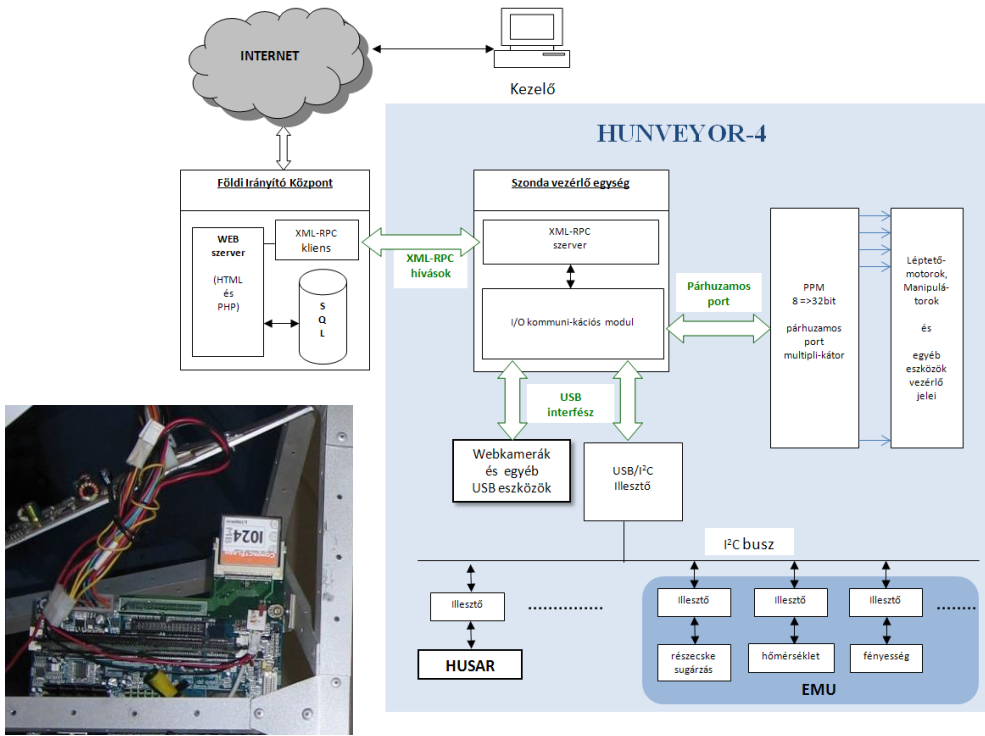 INTERNET
Kezelő
HUNVEYOR-4
Földi Irányító Központ
WEB
szerver
(HTML
és
PHP)
XML-RPC
kliens
S
Q
L
XML-RPC
hívások
Szonda vezérlő egység
XML-RPC
szerver
I/O kommuni-kációs modul
Párhuzamos
port
PPM
8 =>32bit
párhuzamos
port
multipli-kátor
Léptető-
motorok,
Manipulá-
torok
és
egyéb
eszközök
vezérlő
jelei
USB
interfész
Webkamerák
és egyéb
USB eszközök
USB/I²C
Illesztő
I²C busz
Illesztő
..................
HUSAR
Illesztő
Illesztő
Illesztő
.........
részecske
sugárzás
hőmérséklet
fényesség
EMU
1024
MB